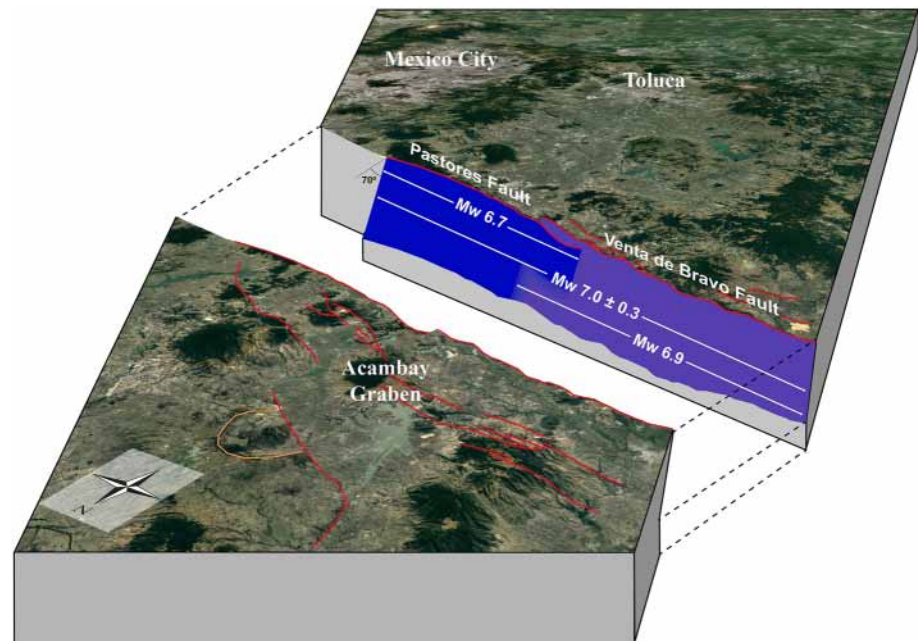 Mexico City
Toluca
Pastores Fault
70º
Mw 6.7
Venta de Bravo Fault
Mw 7.0 ± 0.3
Mw 6.9
Acambay
Graben
N